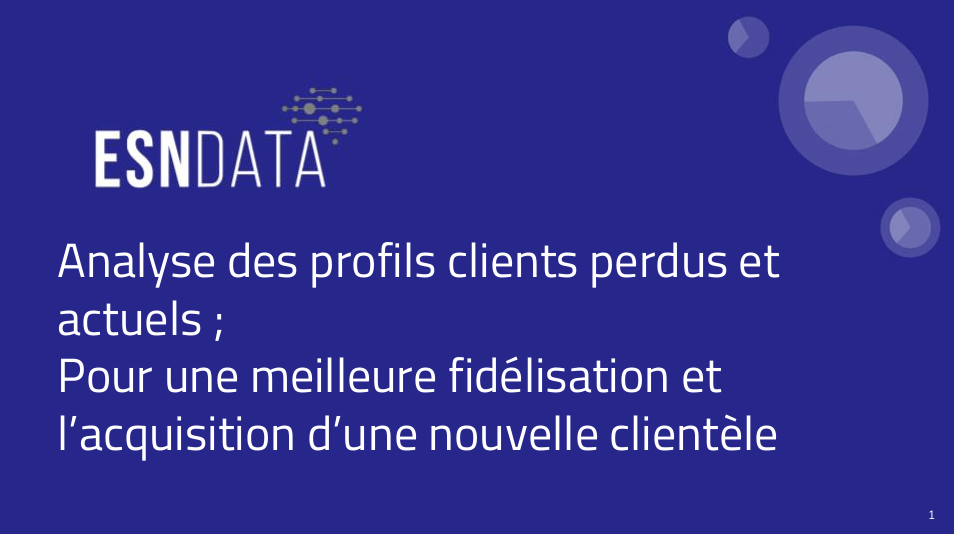 ESNDATA
Analyse des profils clients perdus et
actuels ;
Pour une meilleure fidélisation et
l’acquisition d’une nouvelle clientèle
1